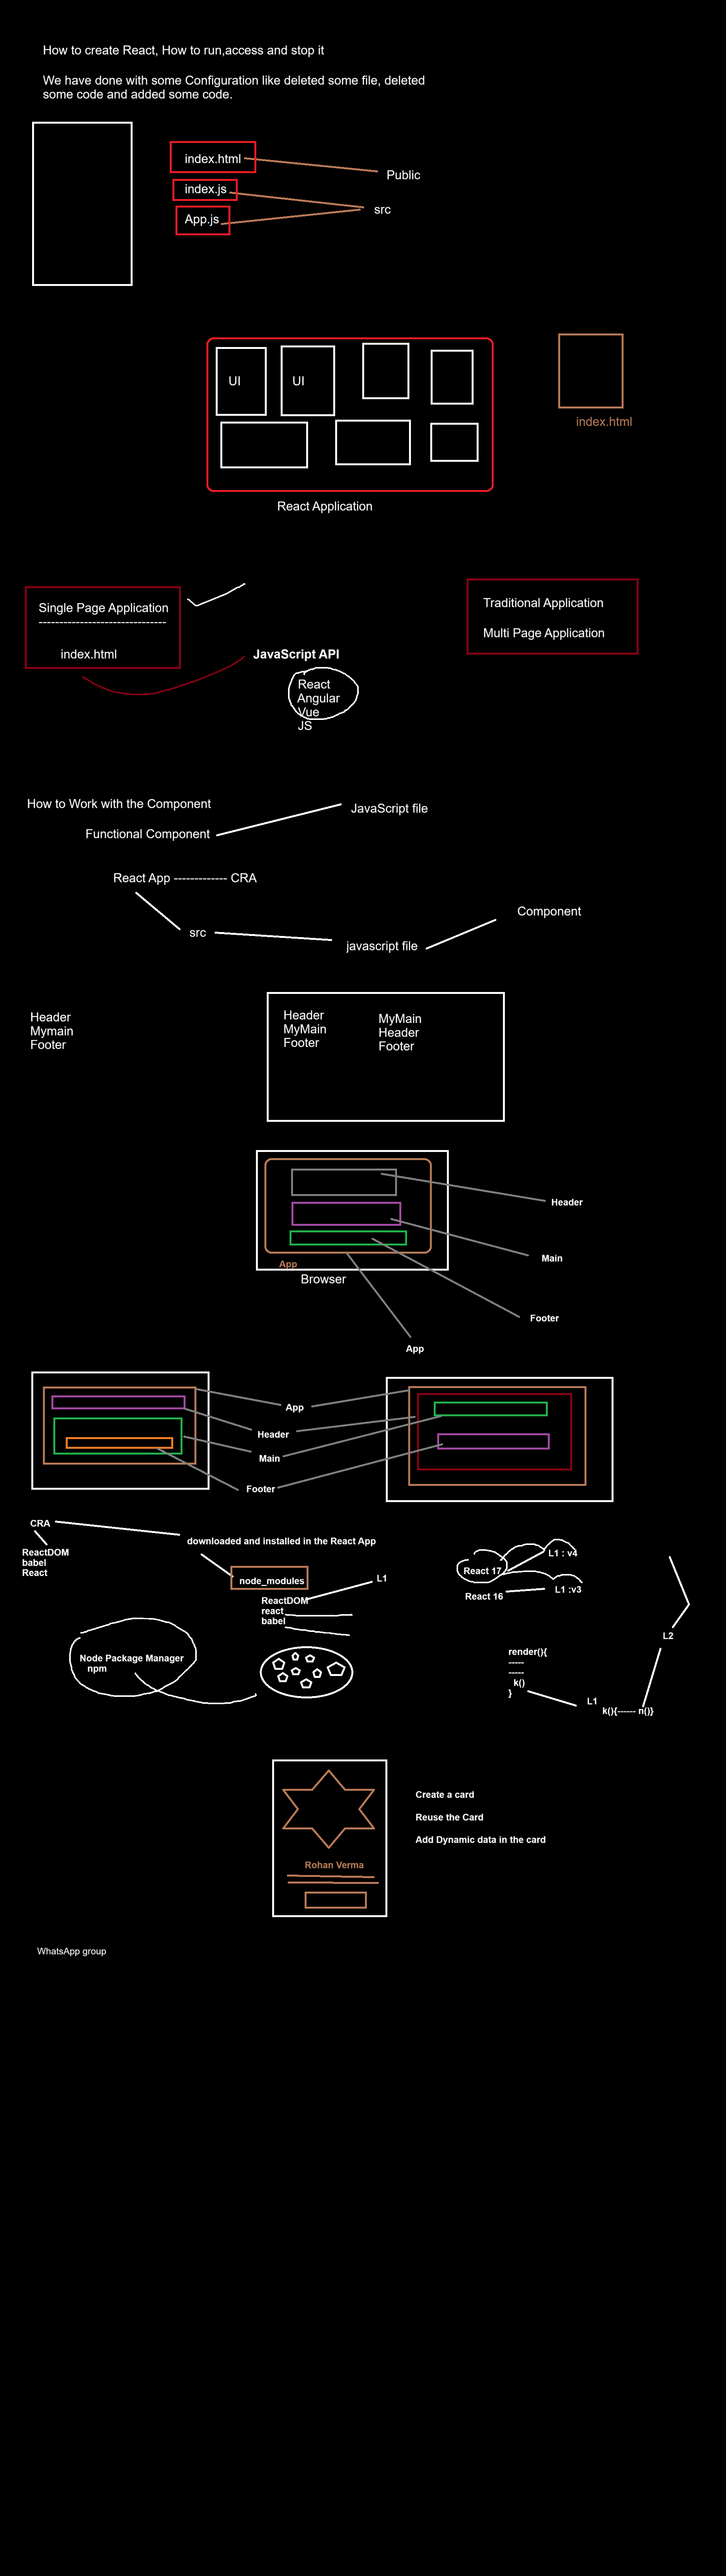 How to create React, How to run,access and stop it
We have done with some Configuration like deleted some file, deleted
some code and added some code.
index.html
Public
index.js
src
App.js
UI
UI
index.html
React Application
Single Page Application
-------------------------------
index.html
Traditional Application
Multi Page Application
JavaScript API
React
Angular
Vue
JS
How to Work with the Component
JavaScript file
Functional Component
React App ------------- CRA
Component
src
javascript file
Header
Mymain
Footer
Header
MyMain
Footer
MyMain
Header
Footer
Header
Main
App
Browser
Footer
App
App
Header
Main
Footer
CRA
ReactDOM
babel
React
downloaded and installed in the React App
node_modules
L1
ReactDOM
react
babel
React 17
L1 : v4
React 16
L1 :v3
L2
Node Package Manager
npm
render(){
-----
-----
k()
}
L1
k(){------ n()}
Create a card
Reuse the Card
Add Dynamic data in the card
Rohan Verma
WhatsApp group